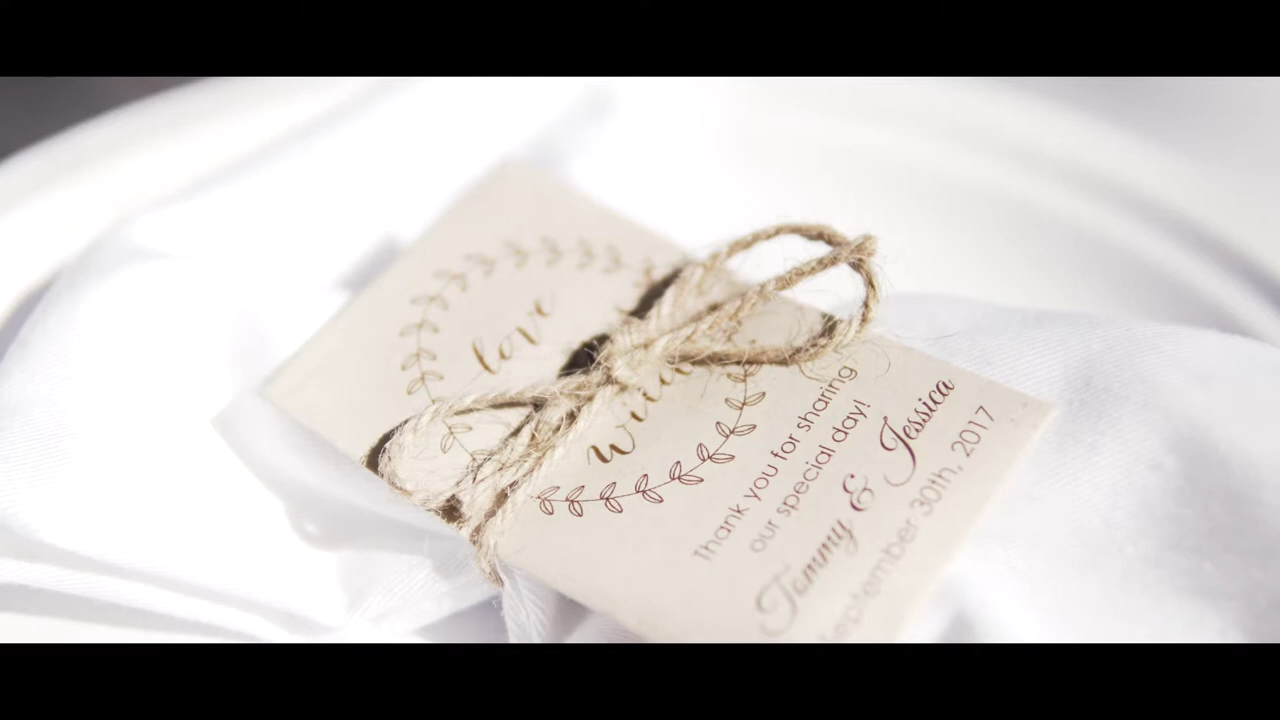 love
Thank you for sharing
our special day!
Tommy & Jessica
September 30th, 2017